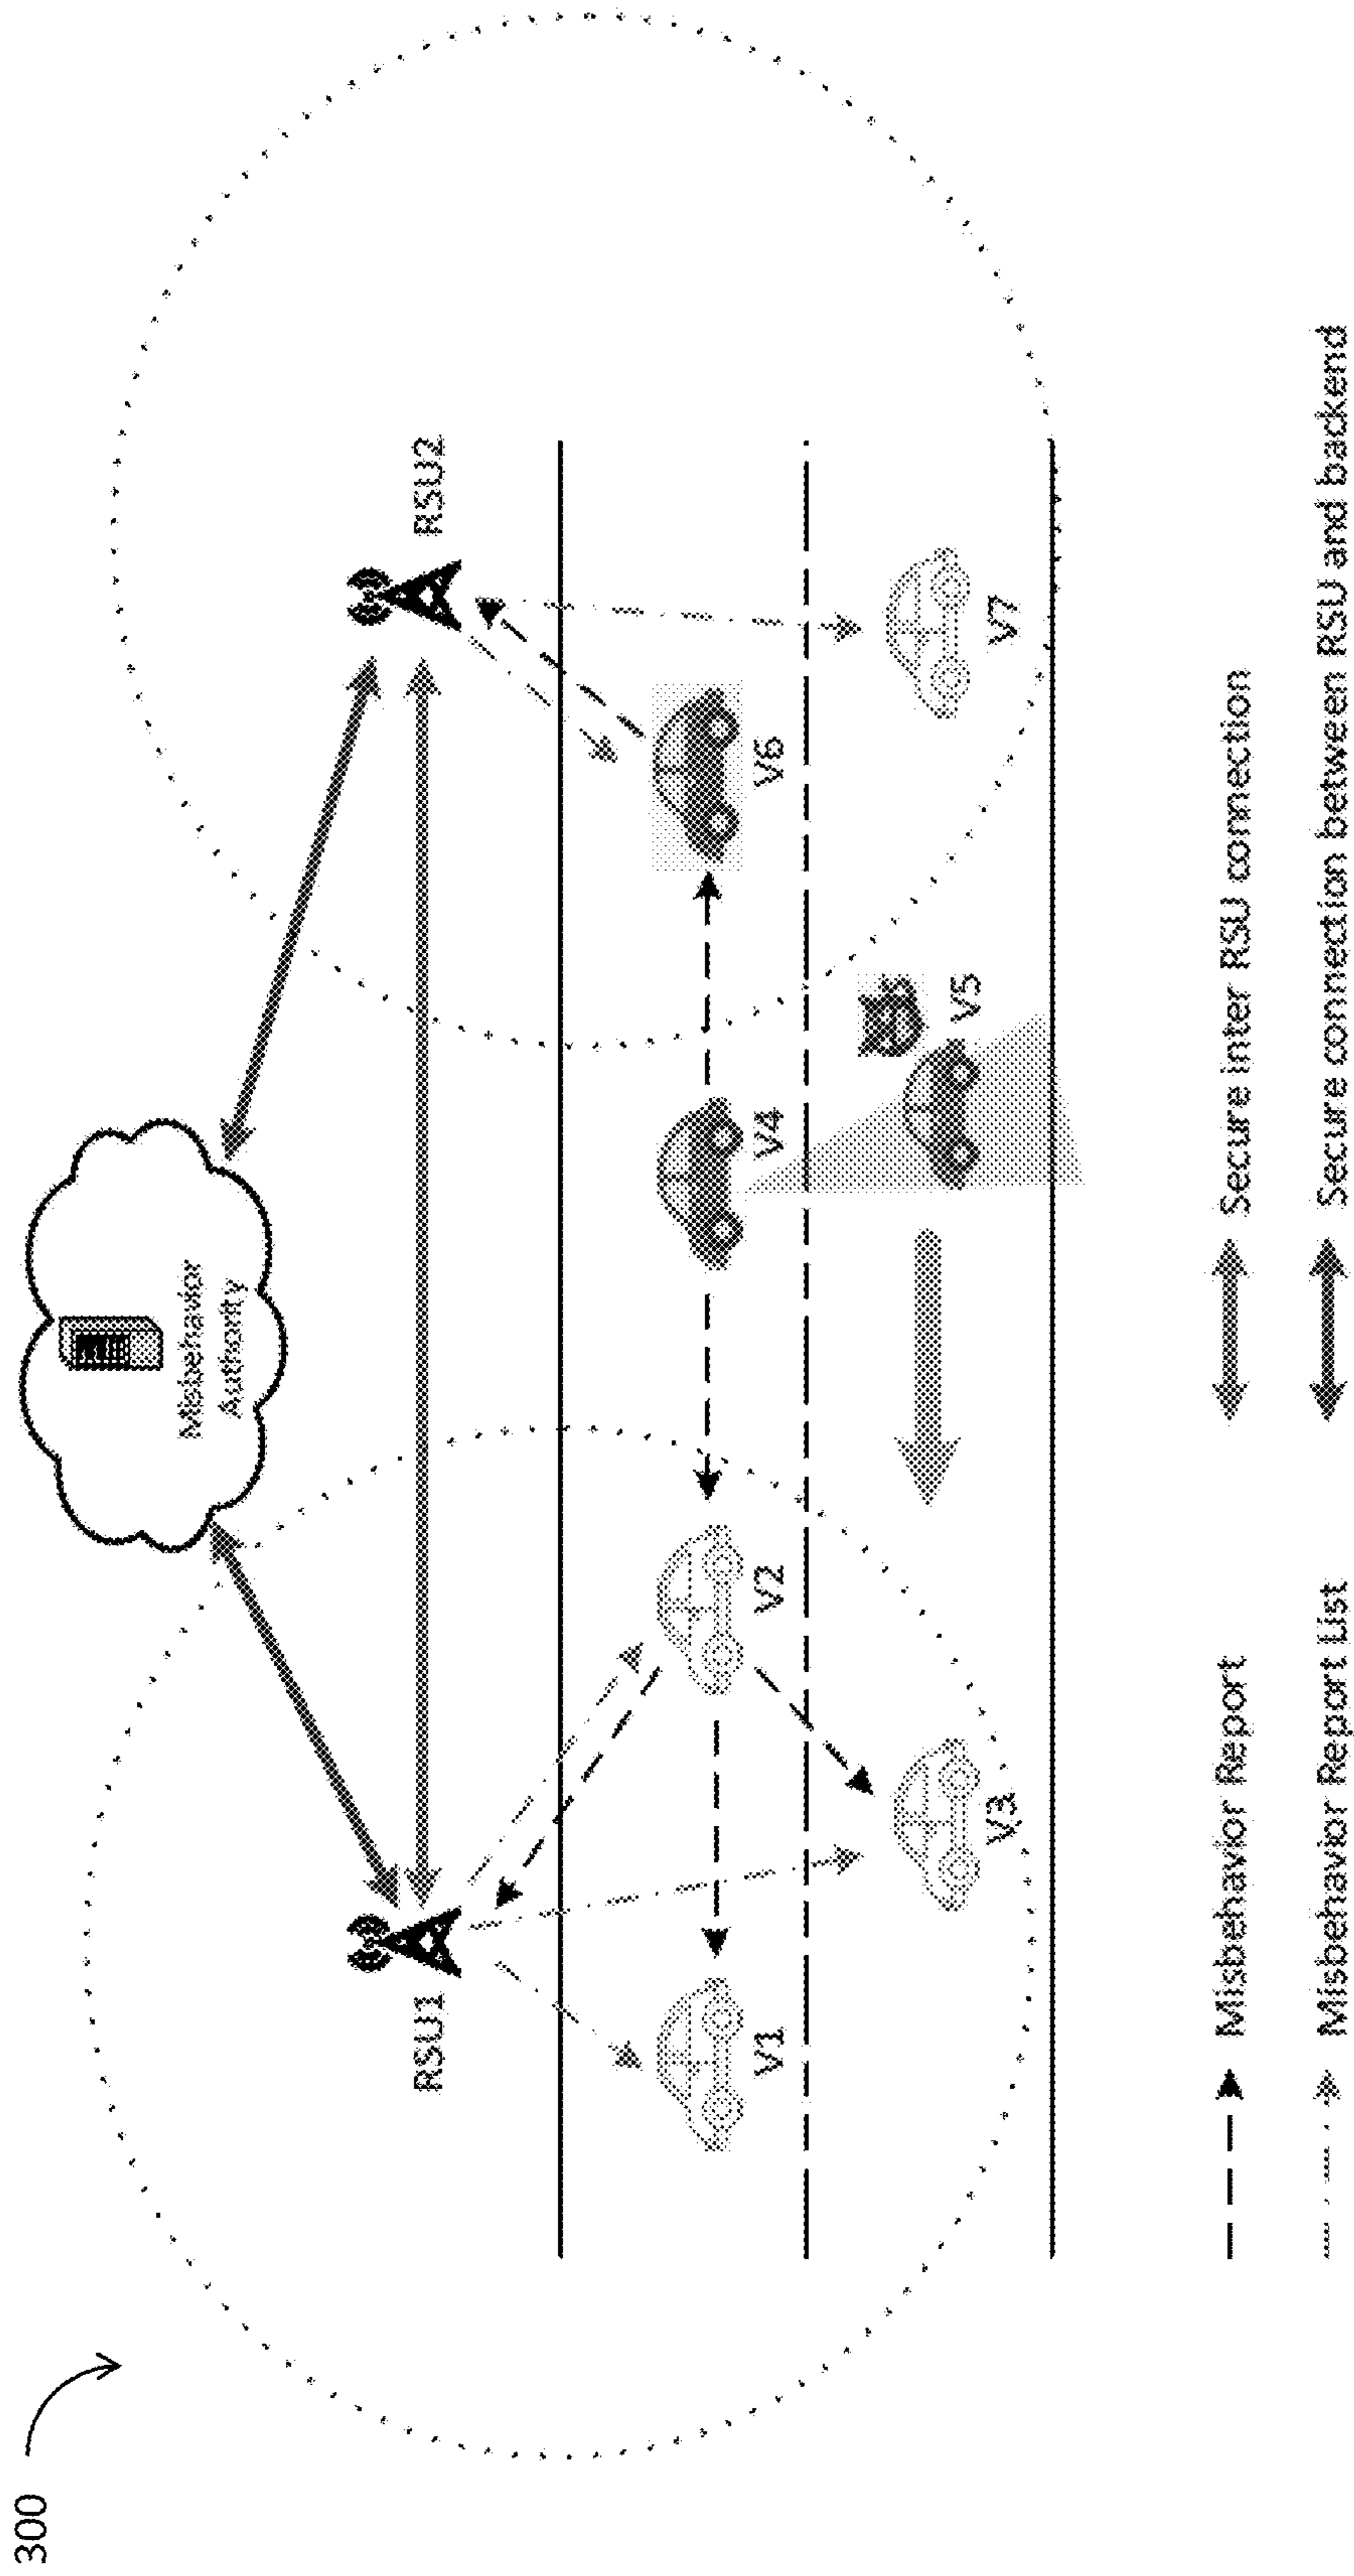 300
Misbehavior
Authority
RSU1
RSU2
V1
V2
V4
V6
V3
V5
V7
Misbehavior Report
Secure inter RSU connection
Misbehavior Report List
Secure connection between RSU and backend